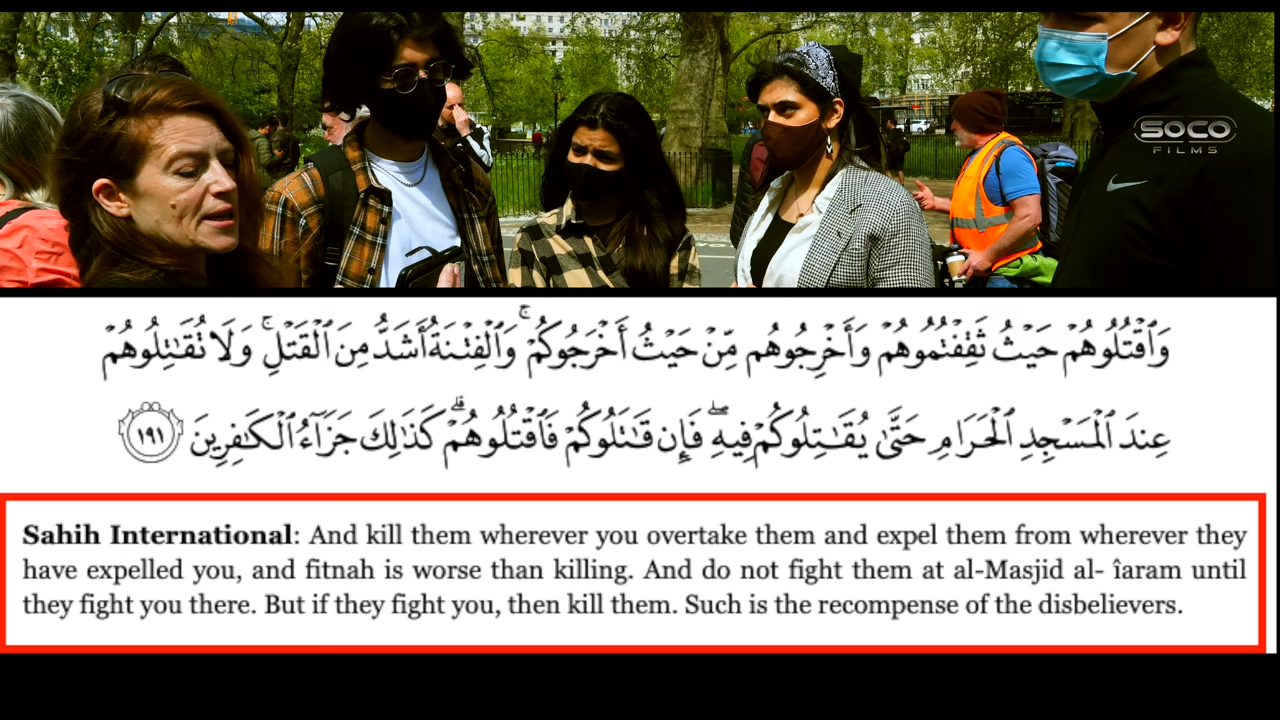 SOCO
FILMS
وَٱقْتُلُوهُمْ حَيْثُ ثَقِفْتُمُوهُمْ وَأَخْرِجُوهُم مِّنْ حَيْثُ أَخْرَجُوكُمْ ۚ وَٱلْفِتْنَةُ أَشَدُّ مِنَ ٱلْقَتْلِ ۚ وَلَا تُقَـٰتِلُوهُمْ
عِندَ ٱلْمَسْجِدِ ٱلْحَرَامِ حَتَّىٰ يُقَـٰتِلُوكُمْ فِيهِ ۖ فَإِن قَـٰتَلُوكُمْ فَٱقْتُلُوهُمْ ۗ كَذَٰلِكَ جَزَآءُ ٱلْكَـٰفِرِينَ ١٩١
Sahih International: And kill them wherever you overtake them and expel them from wherever they
have expelled you, and fitnah is worse than killing. And do not fight them at al-Masjid al- îaram until
they fight you there. But if they fight you, then kill them. Such is the recompense of the disbelievers.